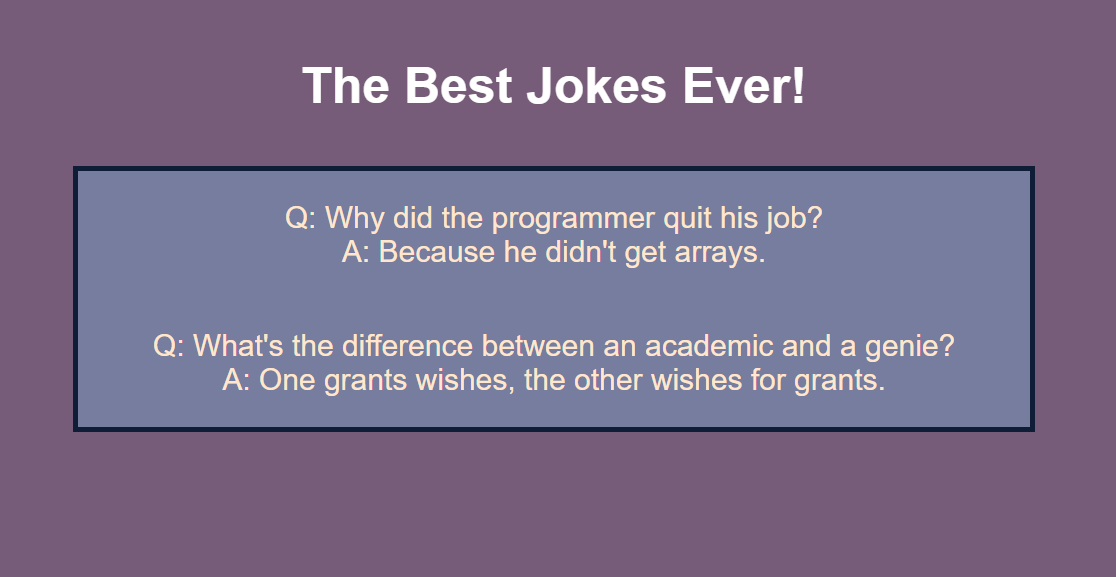 The Best Jokes Ever!
Q: Why did the programmer quit his job?
A: Because he didn't get arrays.
Q: What's the difference between an academic and a genie?
A: One grants wishes, the other wishes for grants.